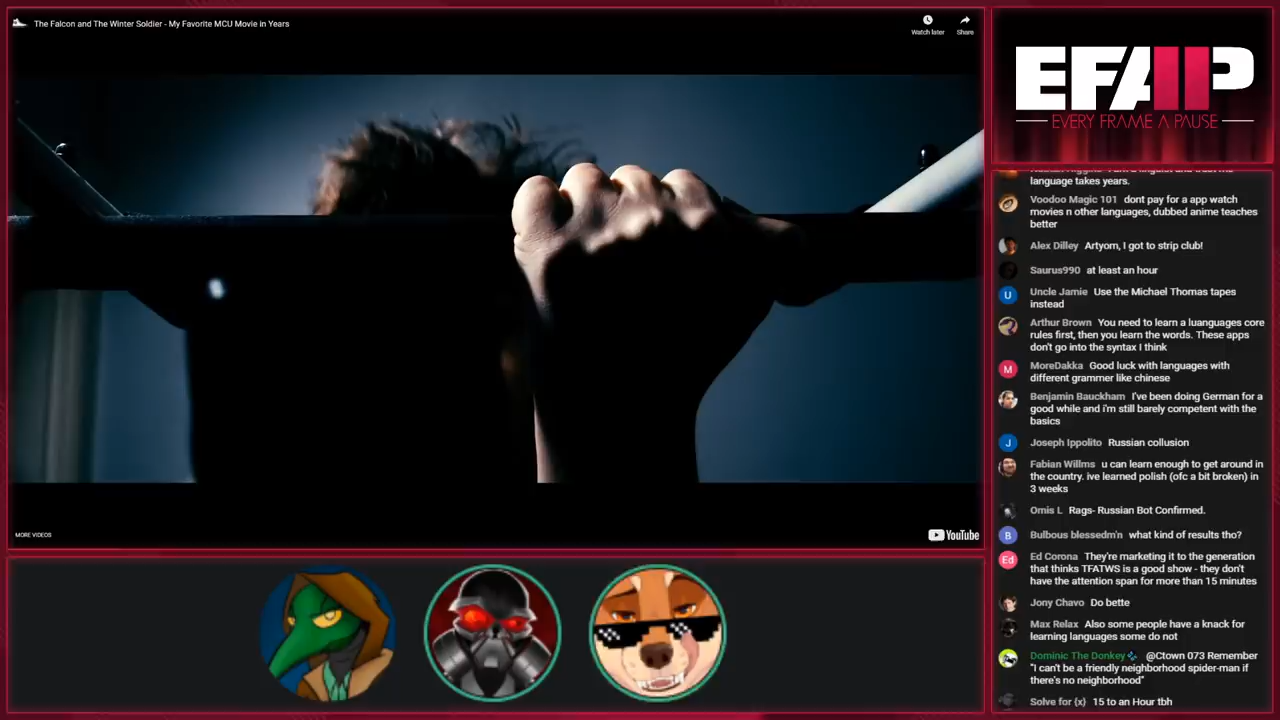 The Falcon and The Winter Soldier - My Favorite MCU Movie in Years
Watch later
Share
MORE VIDEOS
YouTube
EFAP
EVERY FRAME A PAUSE
language takes years.
Voodoo Magic 101 dont pay for a app watch
movies n other languages, dubbed anime teaches
better
Alex Dilley Artyom, I got to strip club!
Saurus990 at least an hour
U
Uncle Jamie Use the Michael Thomas tapes
instead
Arthur Brown You need to learn a luanguages core
rules first, then you learn the words. These apps
don't go into the syntax I think
M
MoreDakka Good luck with languages with
different grammer like chinese
Benjamin Bauckham I've been doing German for a
good while and i'm still barely competent with the
basics
J
Joseph Ippolito Russian collusion
Fabian Willms u can learn enough to get around in
the country. ive learned polish (ofc a bit broken) in
3 weeks
Omis L Rags- Russian Bot Confirmed.
B
Bulbous blessedm'n what kind of results tho?
Ed
Ed Corona They're marketing it to the generation
that thinks TFATWS is a good show - they don't
have the attention span for more than 15 minutes
Jony Chavo Do bette
Max Relax Also some people have a knack for
learning languages some do not
Dominic The Donkey @Ctown 073 Remember
"I can't be a friendly neighborhood spider-man if
there's no neighborhood"
Solve for {x} 15 to an Hour tbh